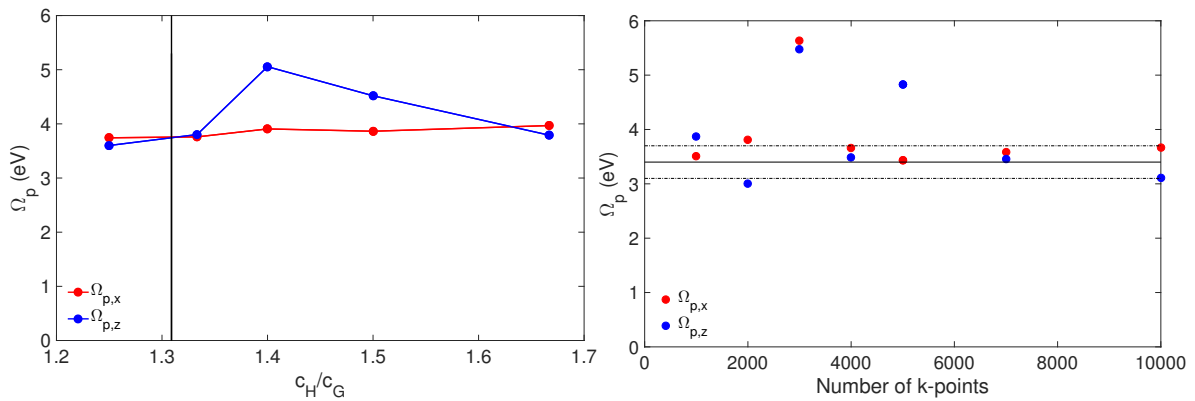 6
5
4
3
2
1
0
Ω_p (eV)
Ω_p,x
Ω_p,z
1.2 1.3 1.4 1.5 1.6 1.7
c_H/c_G
6
5
4
3
2
1
0
Ω_p (eV)
Ω_p,x
Ω_p,z
0 2000 4000 6000 8000 10000
Number of k-points